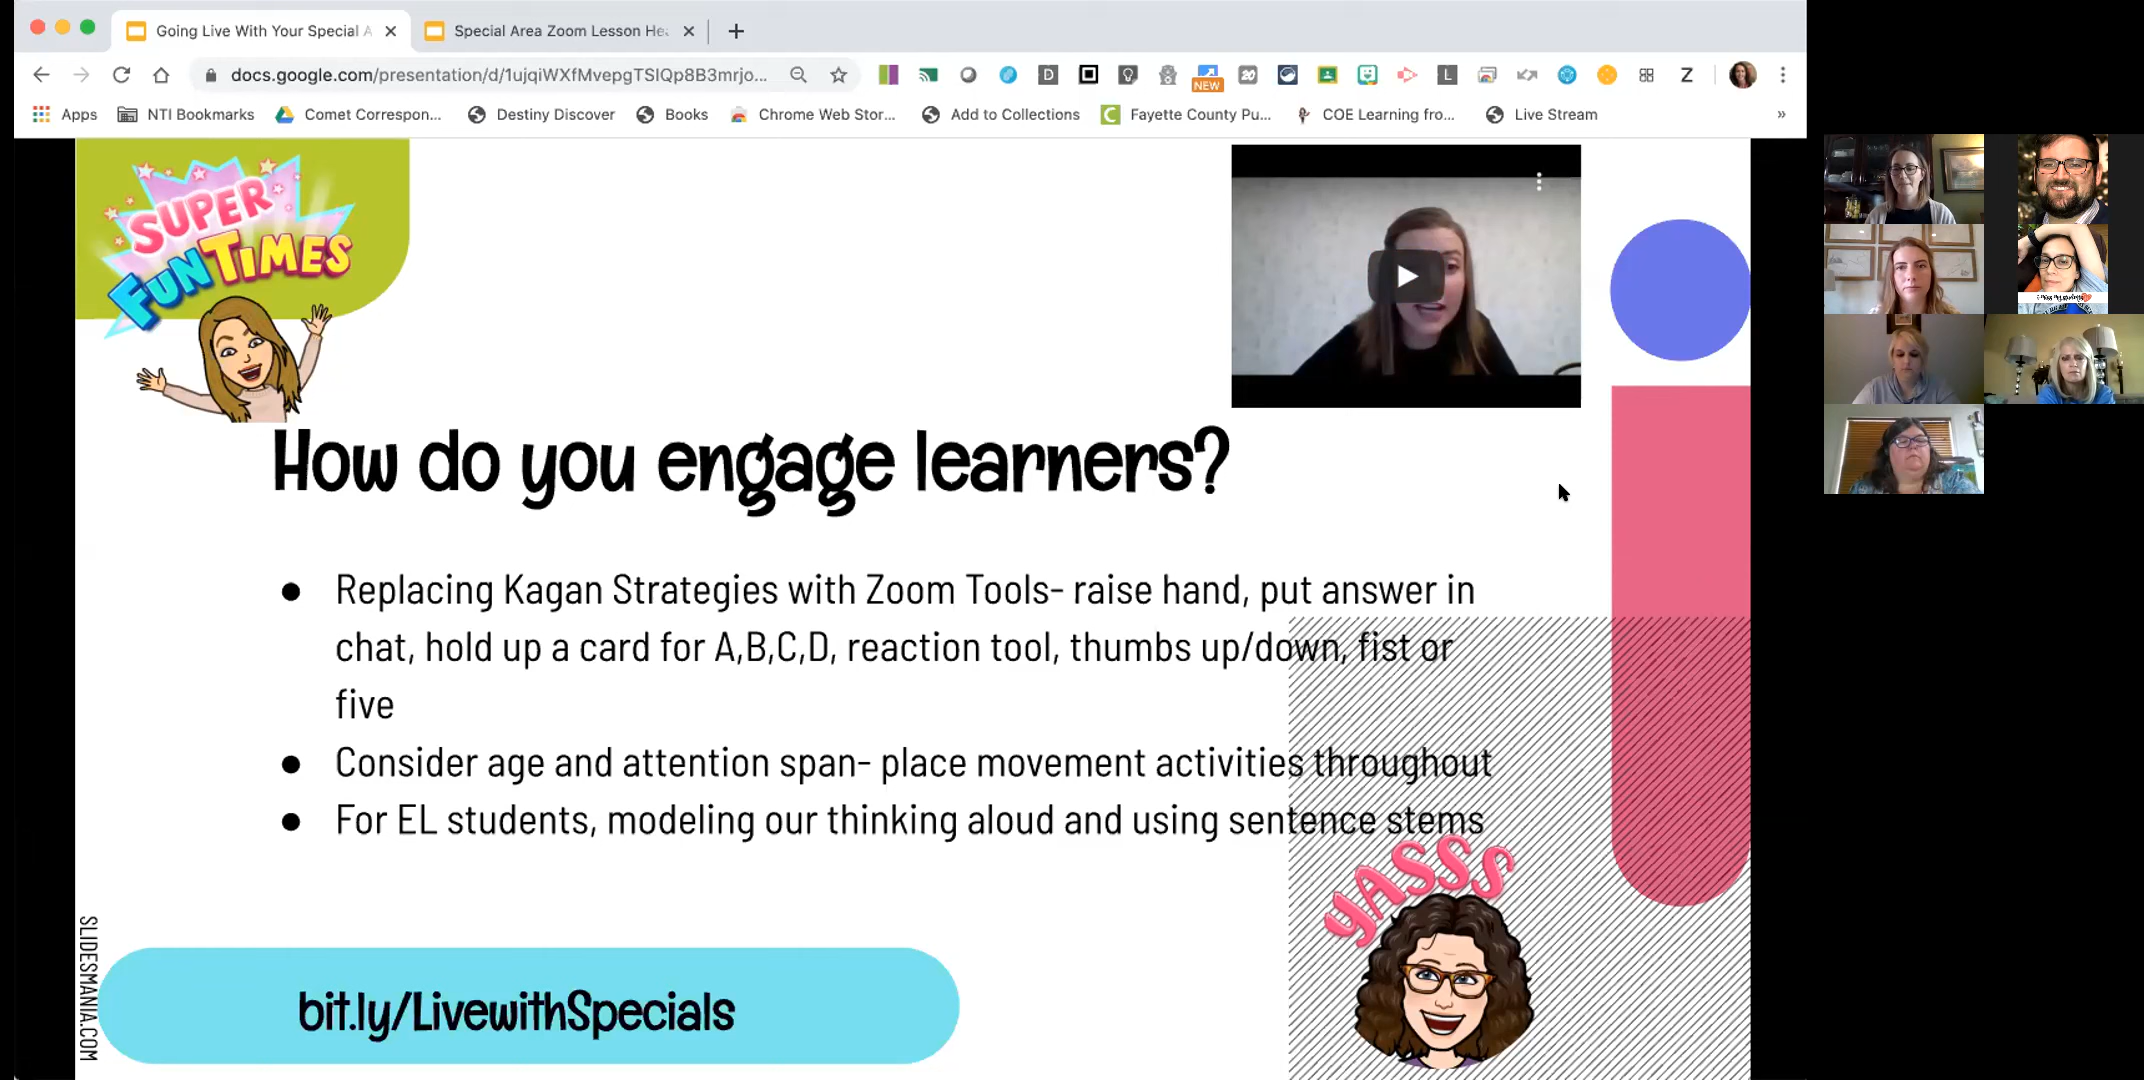 Going Live With Your Special A
Special Area Zoom Lesson He
docs.google.com/presentation/d/1ujqiWXfMvepgTSIQp8B3mrjo...
NEW
D
20
L
Z
Apps
NTI Bookmarks
Comet Correspon...
Destiny Discover
Books
Chrome Web Stor...
Add to Collections
Fayette County Pu...
COE Learning fro...
Live Stream
»
SUPER
FUNTIMES
How do you engage learners?
● Replacing Kagan Strategies with Zoom Tools- raise hand, put answer in
chat, hold up a card for A,B,C,D, reaction tool, thumbs up/down, fist or
five
● Consider age and attention span- place movement activities throughout
● For EL students, modeling our thinking aloud and using sentence stems
YASSS
SLIDESMANIA.COM
bit.ly/LivewithSpecials